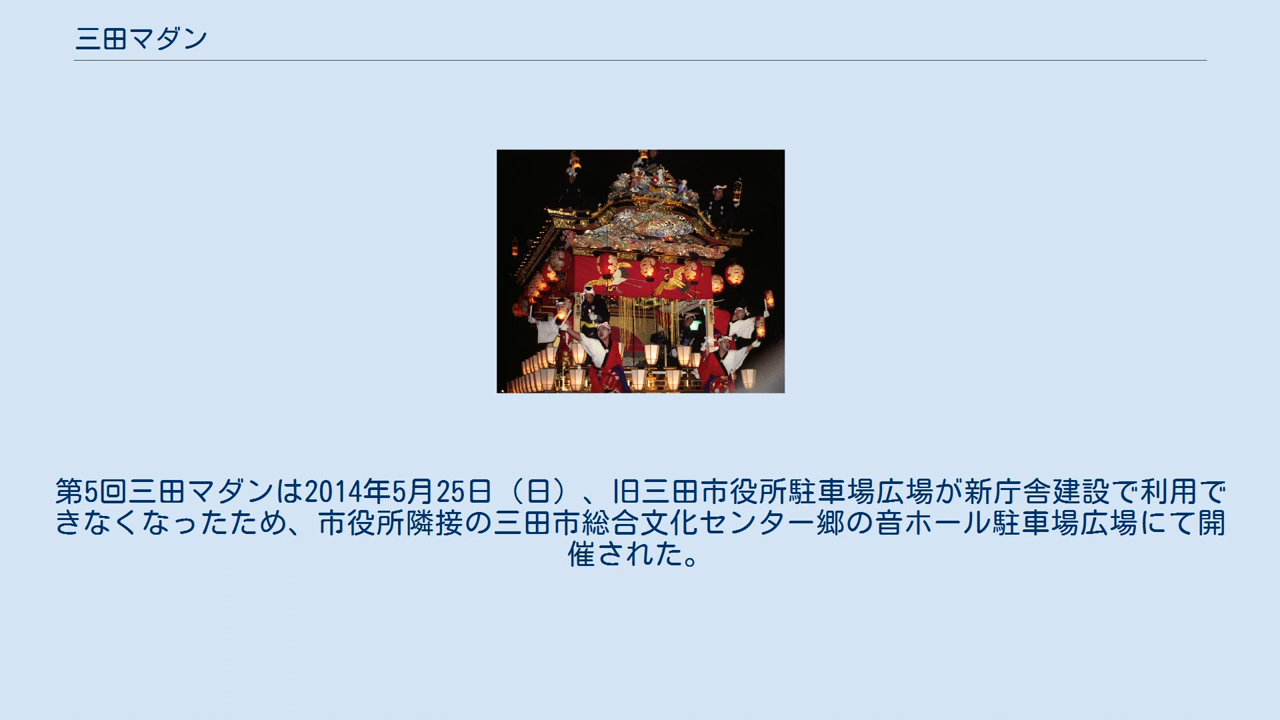 三田マダン
第5回三田マダンは2014年5月25日（日）、旧三田市役所駐車場広場が新庁舎建設で利用で
きなくなったため、市役所隣接の三田市総合文化センター郷の音ホール駐車場広場にて開
催された。